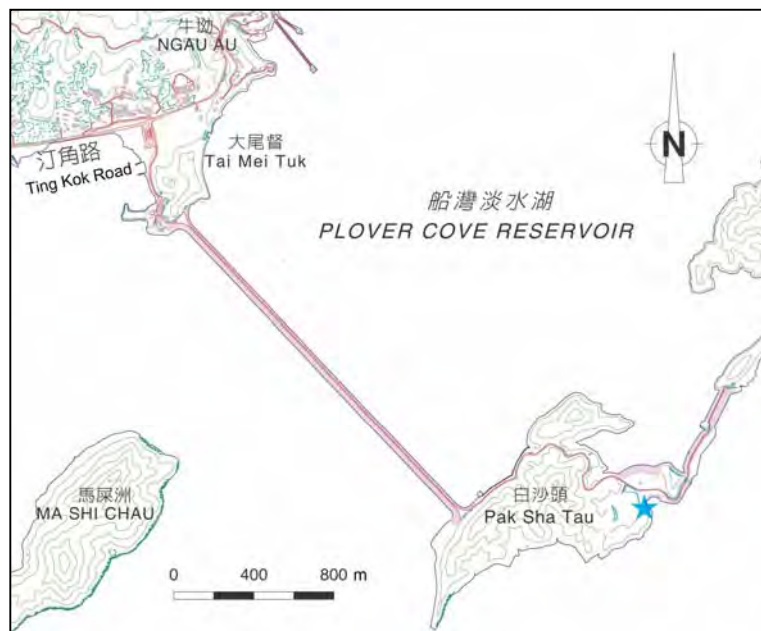 牛坳
NGAU AU
大尾督
Tai Mei Tuk
汀角路
Ting Kok Road
N
船灣淡水湖
PLOVER COVE RESERVOIR
馬屎洲
MA SHI CHAU
白沙頭
Pak Sha Tau
0 400 800 m